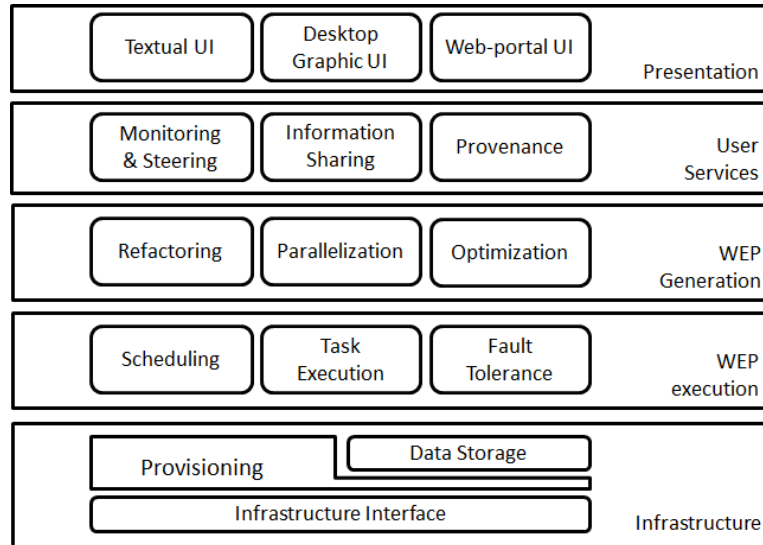 Textual UI
Desktop
Graphic UI
Web-portal UI
Presentation
Monitoring
& Steering
Information
Sharing
Provenance
User
Services
Refactoring
Parallelization
Optimization
WEP
Generation
Scheduling
Task
Execution
Fault
Tolerance
WEP
execution
Provisioning
Data Storage
Infrastructure Interface
Infrastructure